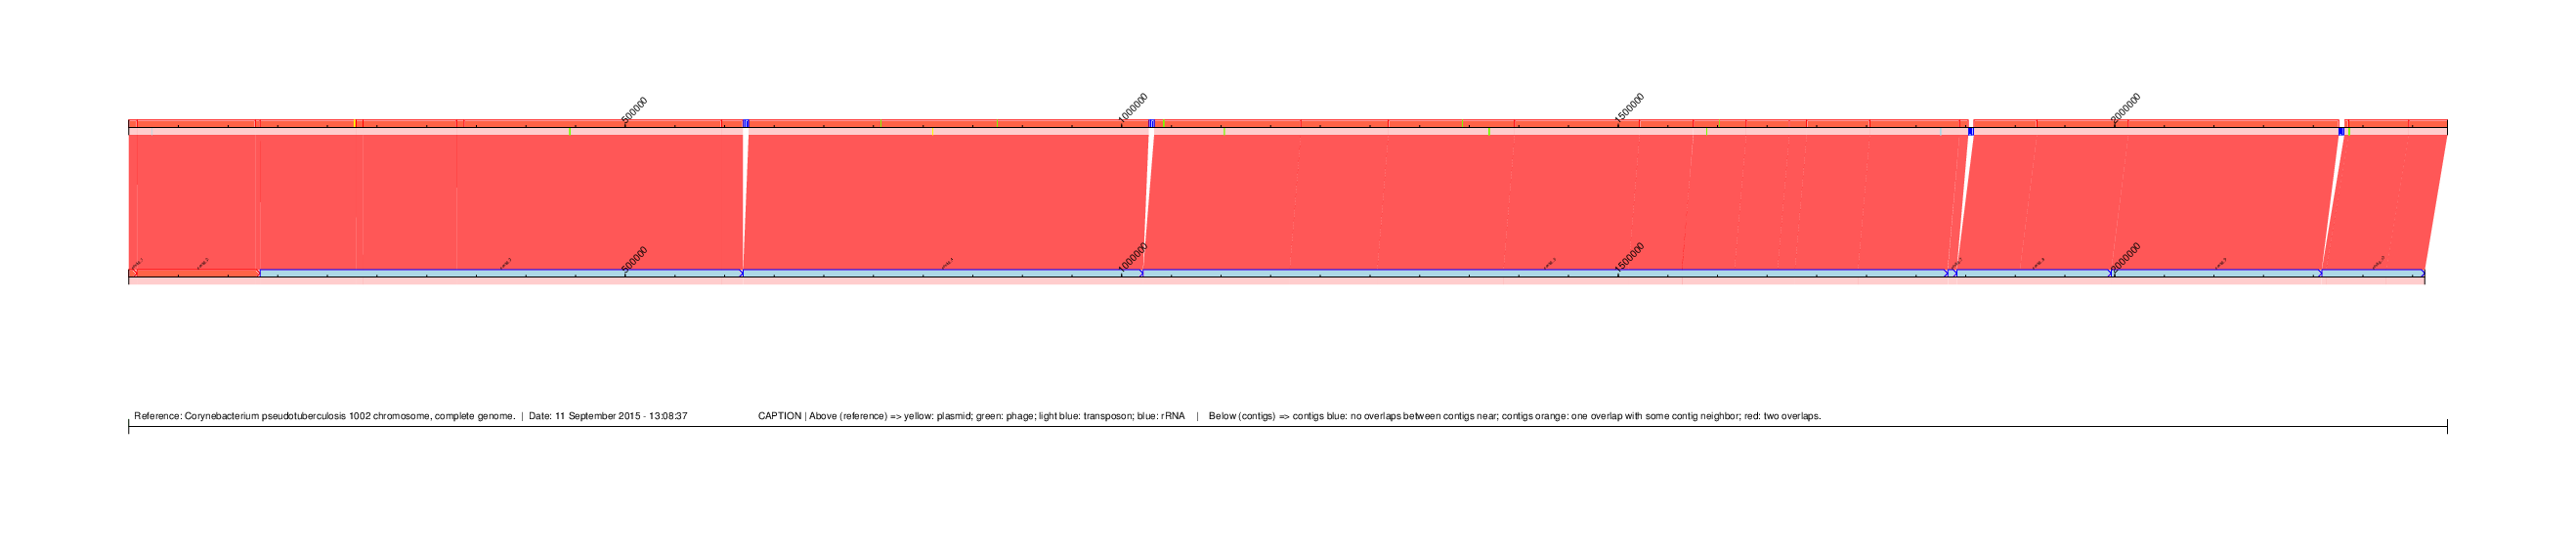 500000 1000000 1500000 2000000
500000 1000000 1500000 2000000
Reference: Corynebacterium pseudotuberculosis 1002 chromosome, complete genome. | Date: 11 September 2015 - 13:08:37 CAPTION | Above (reference) => yellow: plasmid; green: phage; light blue: transposon; blue: rRNA | Below (contigs) => contigs blue: no overlaps between contigs near; contigs orange: one overlap with some contig neighbor; red: two overlaps.